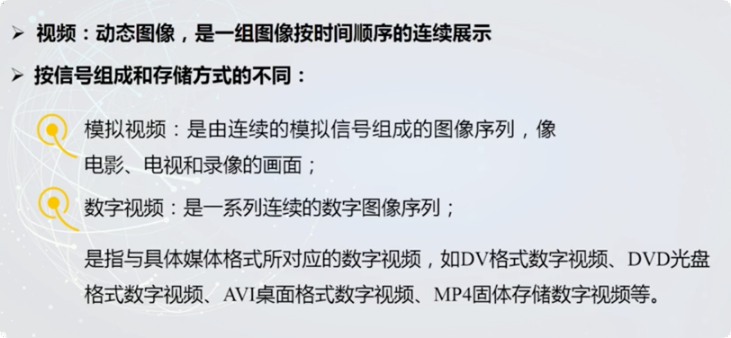 视频：动态图像，是一组图像按时间顺序的连续展示
按信号组成和存储方式的不同：
模拟视频：是由连续的模拟信号组成的图像序列，像
电影、电视和录像的画面；
数字视频：是一系列连续的数字图像序列；
是指与具体媒体格式所对应的数字视频，如DV格式数字视频、DVD光盘
格式数字视频、AVI桌面格式数字视频、MP4固体存储数字视频等。